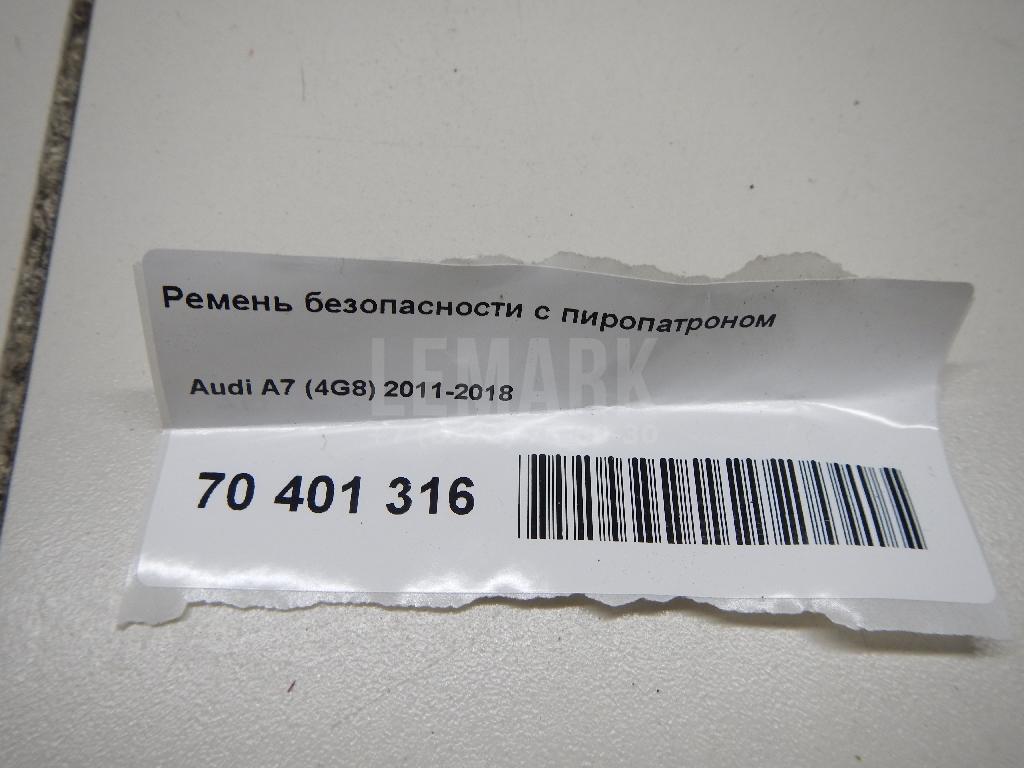 Ремень безопасности с пиропатроном
LEMARK
Audi A7 (4G8) 2011-2018
70 401 316